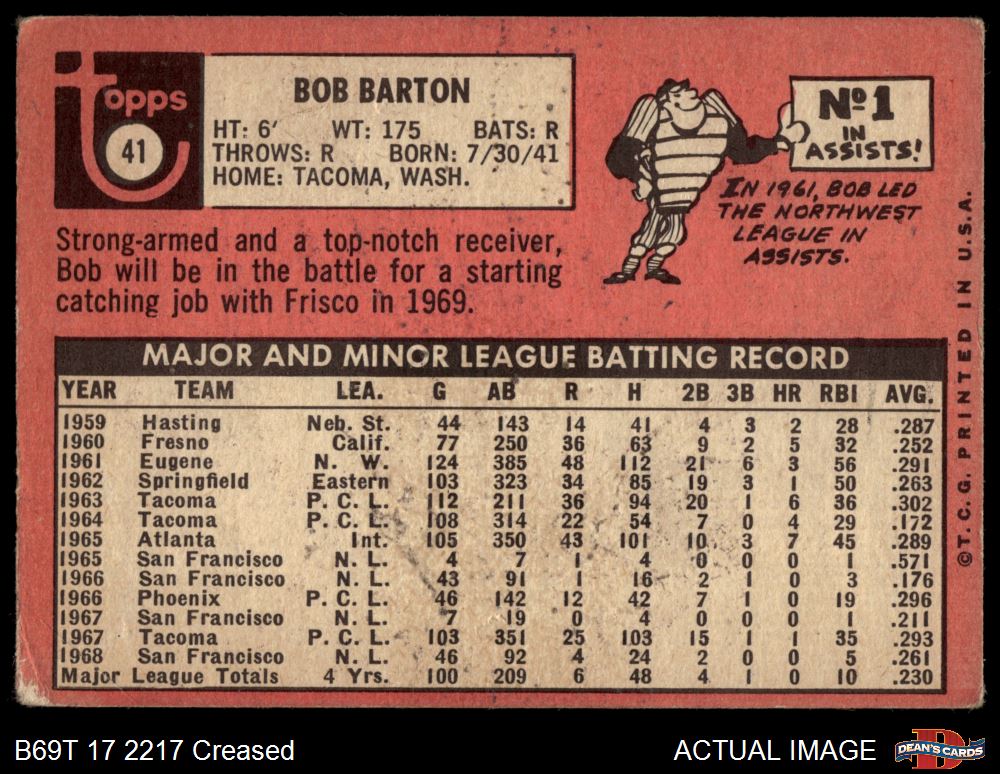 Topps
41
BOB BARTON
HT: 6' WT: 175 BATS: R
THROWS: R BORN: 7/30/41
HOME: TACOMA, WASH.
Nº1
IN
ASSISTS!
IN 1961, BOB LED
THE NORTHWEST
LEAGUE IN
ASSISTS.
Strong-armed and a top-notch receiver,
Bob will be in the battle for a starting
catching job with Frisco in 1969.
MAJOR AND MINOR LEAGUE BATTING RECORD
YEAR TEAM LEA. G AB R H 2B 3B HR RBI AVG.
1959 Hasting Neb. St. 44 143 14 41 4 3 2 28 .287
1960 Fresno Calif. 77 250 36 63 9 2 5 32 .252
1961 Eugene N. W. 124 385 48 112 21 6 3 56 .291
1962 Springfield Eastern 103 323 34 85 19 3 1 50 .263
1963 Tacoma P. C. L. 112 211 36 94 20 1 6 36 .302
1964 Tacoma P. C. L. 108 314 22 54 7 0 4 29 .172
1965 Atlanta Int. 105 350 43 101 10 3 7 45 .289
1965 San Francisco N. L. 4 7 1 4 0 0 0 1 .571
1966 San Francisco N. L. 43 91 1 16 2 1 0 3 .176
1966 Phoenix P. C. L. 46 142 12 42 7 1 0 19 .296
1967 San Francisco N. L. 7 19 0 4 0 0 0 1 .211
1967 Tacoma P. C. L. 103 351 25 103 15 1 1 35 .293
1968 San Francisco N. L. 46 92 4 24 2 0 0 5 .261
Major League Totals 4 Yrs. 100 209 6 48 4 1 0 10 .230
©T. C. G. PRINTED IN U.S.A.
B69T 17 2217 Creased
ACTUAL IMAGE
DEAN'S CARDS